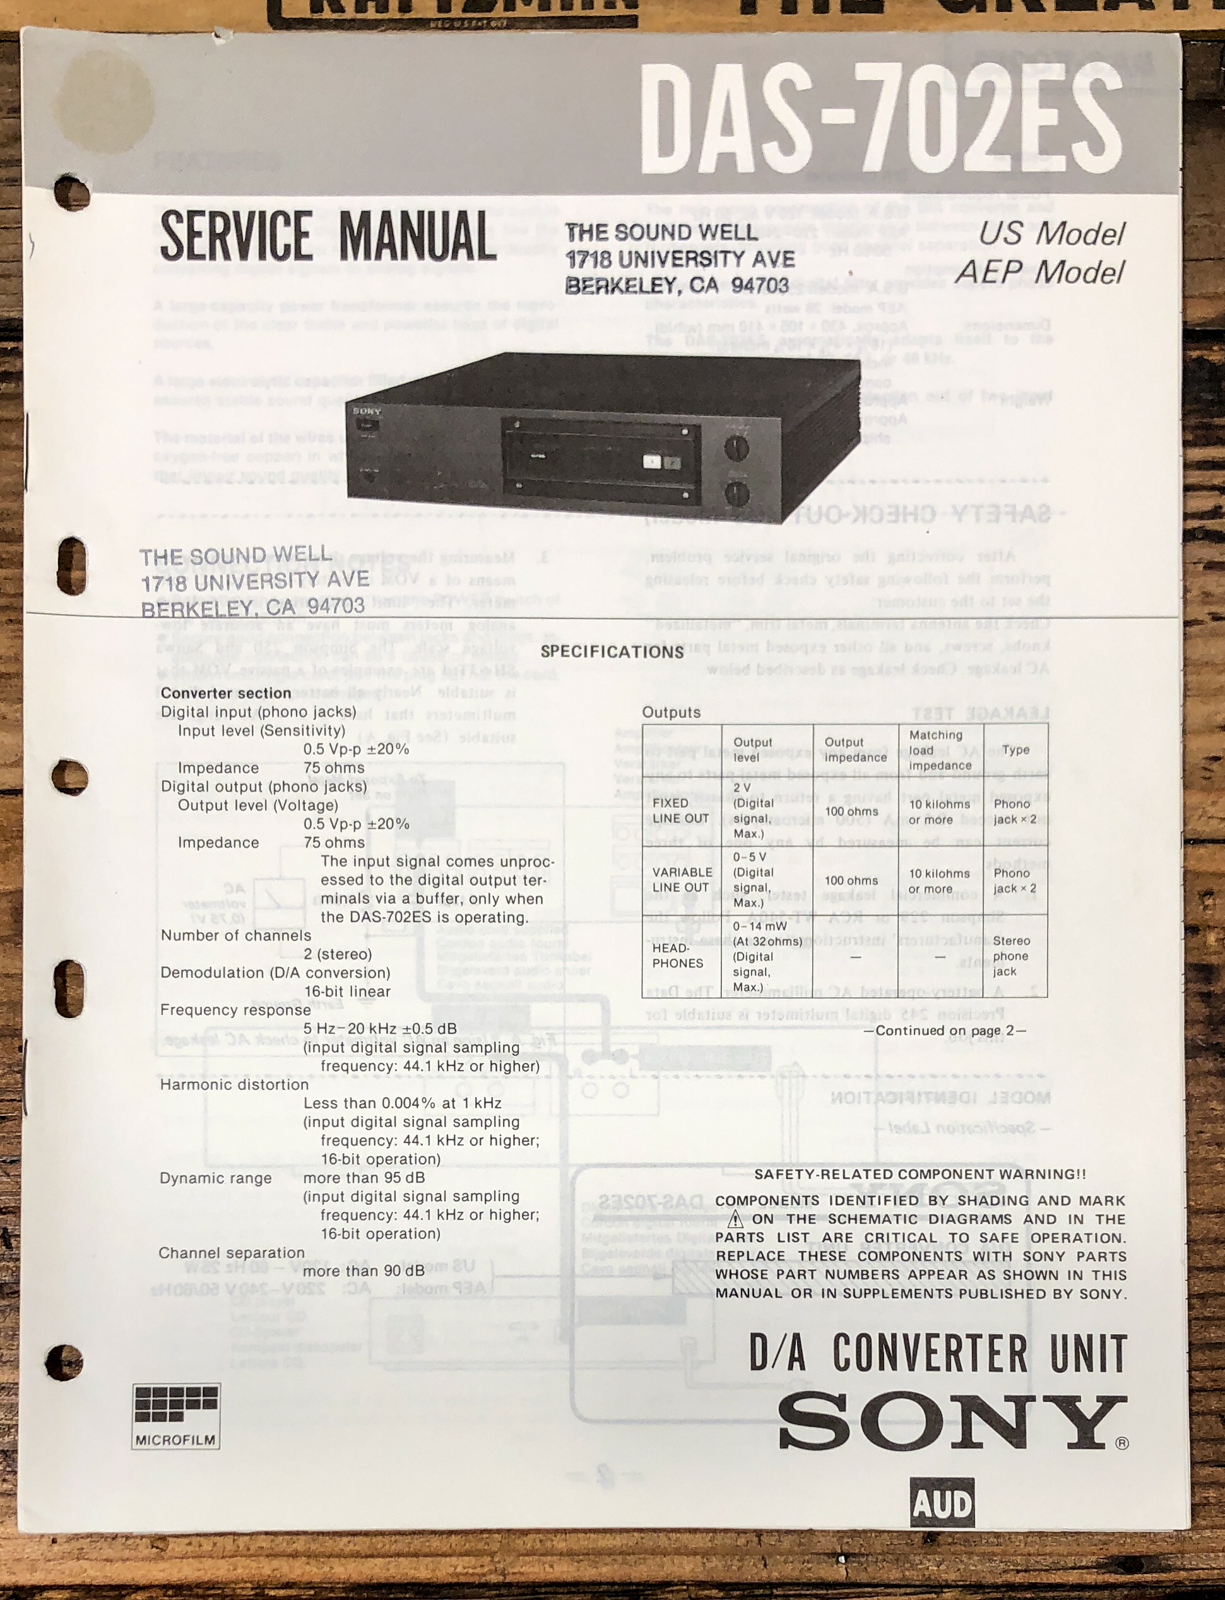 THE GREAT
DAS-702ES
SERVICE MANUAL
THE SOUND WELL
1718 UNIVERSITY AVE
BERKELEY, CA 94703
US Model
AEP Model
SONY
THE SOUND WELL
1718 UNIVERSITY AVE
BERKELEY, CA 94703
SPECIFICATIONS
Converter section
Digital input (phono jacks)
Input level (Sensitivity)
0.5 Vp-p ±20%
Impedance 75 ohms
Digital output (phono jacks)
Output level (Voltage)
0.5 Vp-p ±20%
Impedance 75 ohms
The input signal comes unproc-
essed to the digital output ter-
minals via a buffer, only when
the DAS-702ES is operating.
Number of channels
2 (stereo)
Demodulation (D/A conversion)
16-bit linear
Frequency response
5 Hz–20 kHz ±0.5 dB
(input digital signal sampling
frequency: 44.1 kHz or higher)
Harmonic distortion
Less than 0.004% at 1 kHz
(input digital signal sampling
frequency: 44.1 kHz or higher;
16-bit operation)
Dynamic range more than 95 dB
(input digital signal sampling
frequency: 44.1 kHz or higher;
16-bit operation)
Channel separation
more than 90 dB
Outputs
Output level Output impedance Matching load impedance Type
FIXED LINE OUT 2 V (Digital signal, Max.) 100 ohms 10 kilohms or more Phono jack × 2
VARIABLE LINE OUT 0–5 V (Digital signal, Max.) 100 ohms 10 kilohms or more Phono jack × 2
HEAD-PHONES 0–14 mW (At 32 ohms) (Digital signal, Max.) — — Stereo phone jack
—Continued on page 2—
SAFETY-RELATED COMPONENT WARNING!!
COMPONENTS IDENTIFIED BY SHADING AND MARK
⚠ ON THE SCHEMATIC DIAGRAMS AND IN THE
PARTS LIST ARE CRITICAL TO SAFE OPERATION.
REPLACE THESE COMPONENTS WITH SONY PARTS
WHOSE PART NUMBERS APPEAR AS SHOWN IN THIS
MANUAL OR IN SUPPLEMENTS PUBLISHED BY SONY.
D/A CONVERTER UNIT
SONY®
MICROFILM
AUD